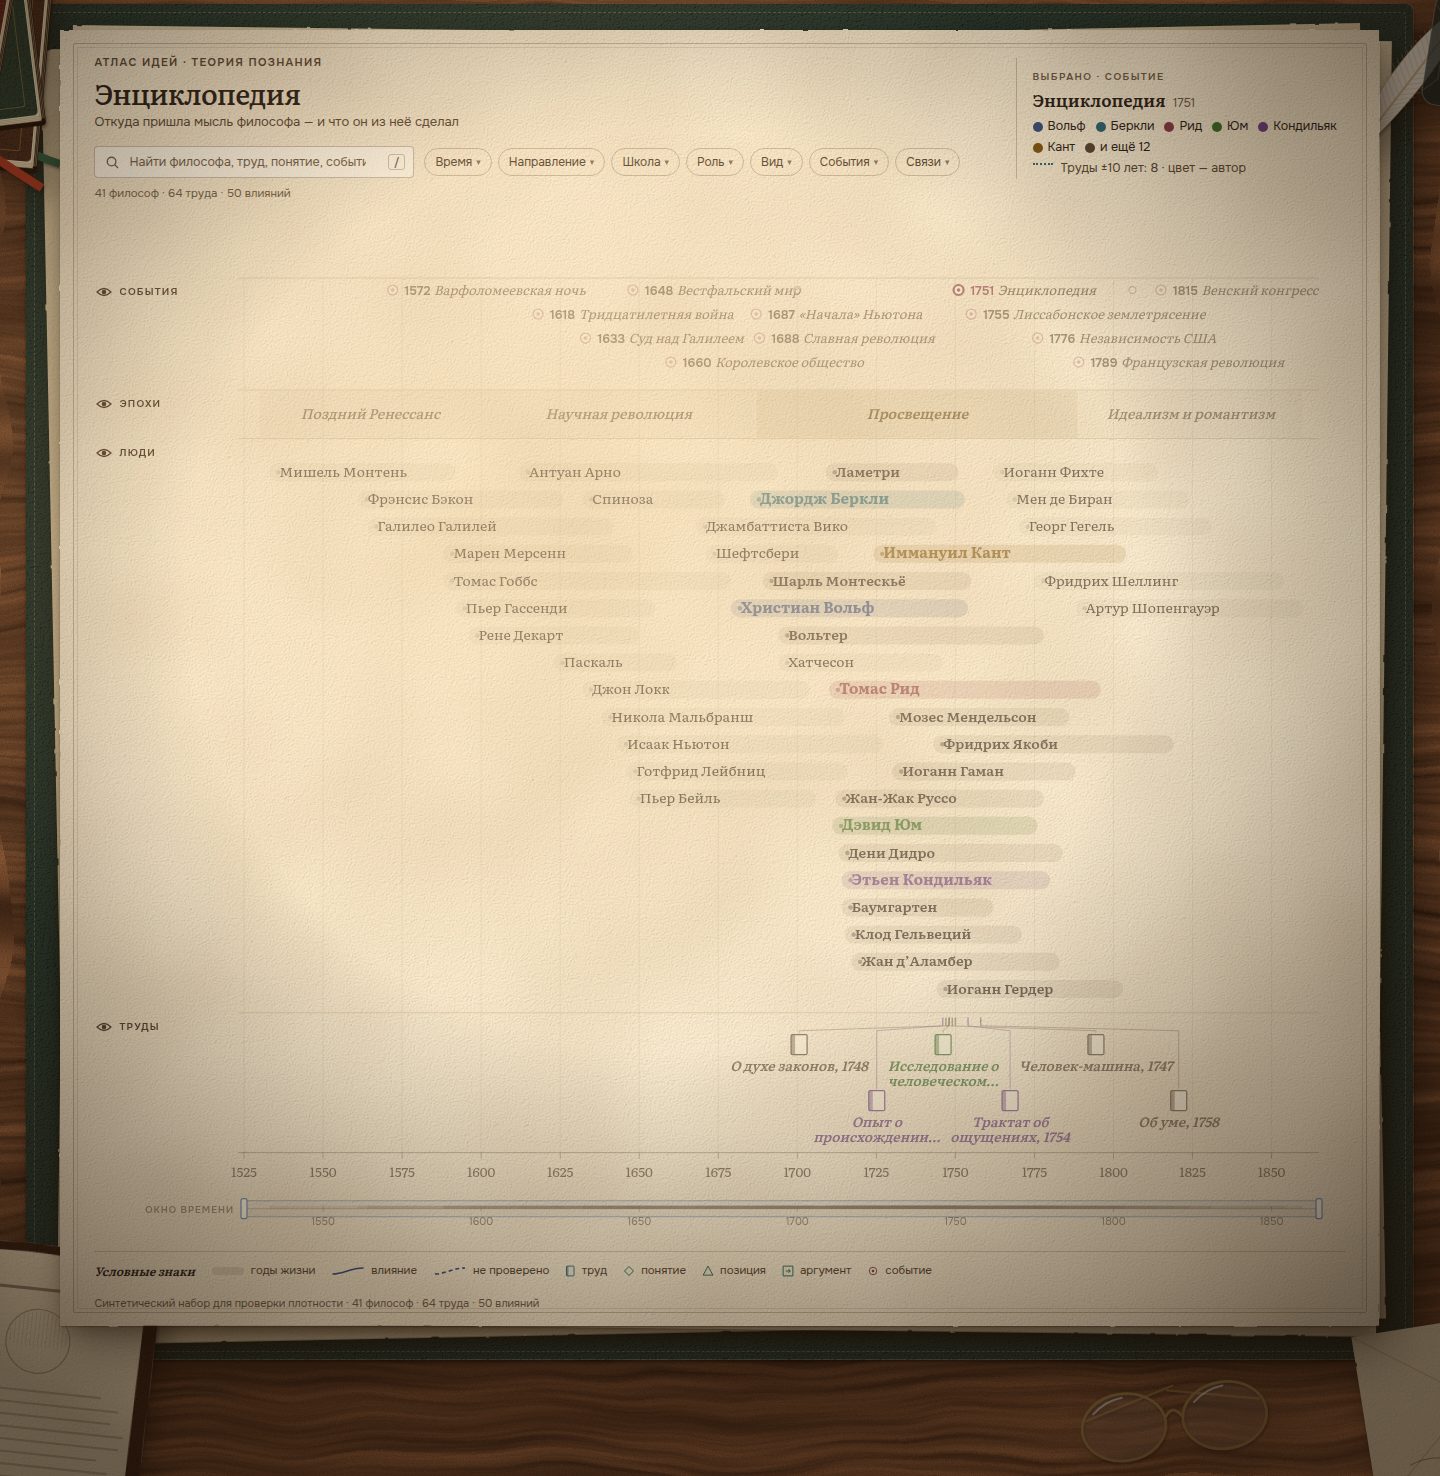 АТЛАС ИДЕЙ · ТЕОРИЯ ПОЗНАНИЯ
Энциклопедия
Откуда пришла мысль философа — и что он из неё сделал
Найти философа, труд, понятие, событи /
Время Направление Школа Роль Вид События Связи
41 философ · 64 труда · 50 влияний
ВЫБРАНО · СОБЫТИЕ
Энциклопедия 1751
Вольф Беркли Рид Юм Кондильяк
Кант и ещё 12
Труды ±10 лет: 8 · цвет — автор
СОБЫТИЯ
1572 Варфоломеевская ночь 1648 Вестфальский мир 1751 Энциклопедия 1815 Венский конгресс
1618 Тридцатилетняя война 1687 «Начала» Ньютона 1755 Лиссабонское землетрясение
1633 Суд над Галилеем 1688 Славная революция 1776 Независимость США
1660 Королевское общество 1789 Французская революция
ЭПОХИ
Поздний Ренессанс Научная революция Просвещение Идеализм и романтизм
ЛЮДИ
Мишель Монтень Антуан Арно Ламетри Иоганн Фихте
Фрэнсис Бэкон Спиноза Джордж Беркли Мен де Биран
Галилео Галилей Джамбаттиста Вико Георг Гегель
Марен Мерсенн Шефтсбери Иммануил Кант
Томас Гоббс Шарль Монтескьё Фридрих Шеллинг
Пьер Гассенди Христиан Вольф Артур Шопенгауэр
Рене Декарт Вольтер
Паскаль Хатчесон
Джон Локк Томас Рид
Никола Мальбранш Мозес Мендельсон
Исаак Ньютон Фридрих Якоби
Готфрид Лейбниц Иоганн Гаман
Пьер Бейль Жан-Жак Руссо
Дэвид Юм
Дени Дидро
Этьен Кондильяк
Баумгартен
Клод Гельвеций
Жан д’Аламбер
Иоганн Гердер
ТРУДЫ
О духе законов, 1748 Исследование о человеческом… Человек-машина, 1747
Опыт о происхождении… Трактат об ощущениях, 1754 Об уме, 1758
1525 1550 1575 1600 1625 1650 1675 1700 1725 1750 1775 1800 1825 1850
ОКНО ВРЕМЕНИ
1550 1600 1650 1700 1750 1800 1850
Условные знаки годы жизни влияние не проверено труд понятие позиция аргумент событие
Синтетический набор для проверки плотности · 41 философ · 64 труда · 50 влияний